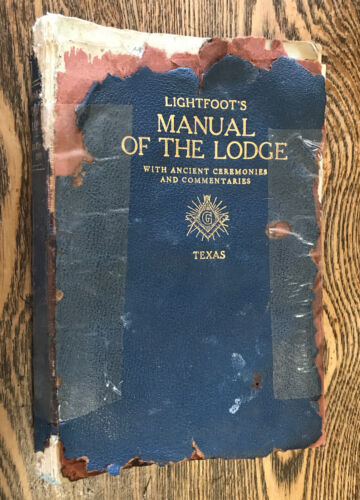 LIGHTFOOT'S
MANUAL
OF THE LODGE
WITH ANCIENT CEREMONIES
AND COMMENTARIES
G
TEXAS